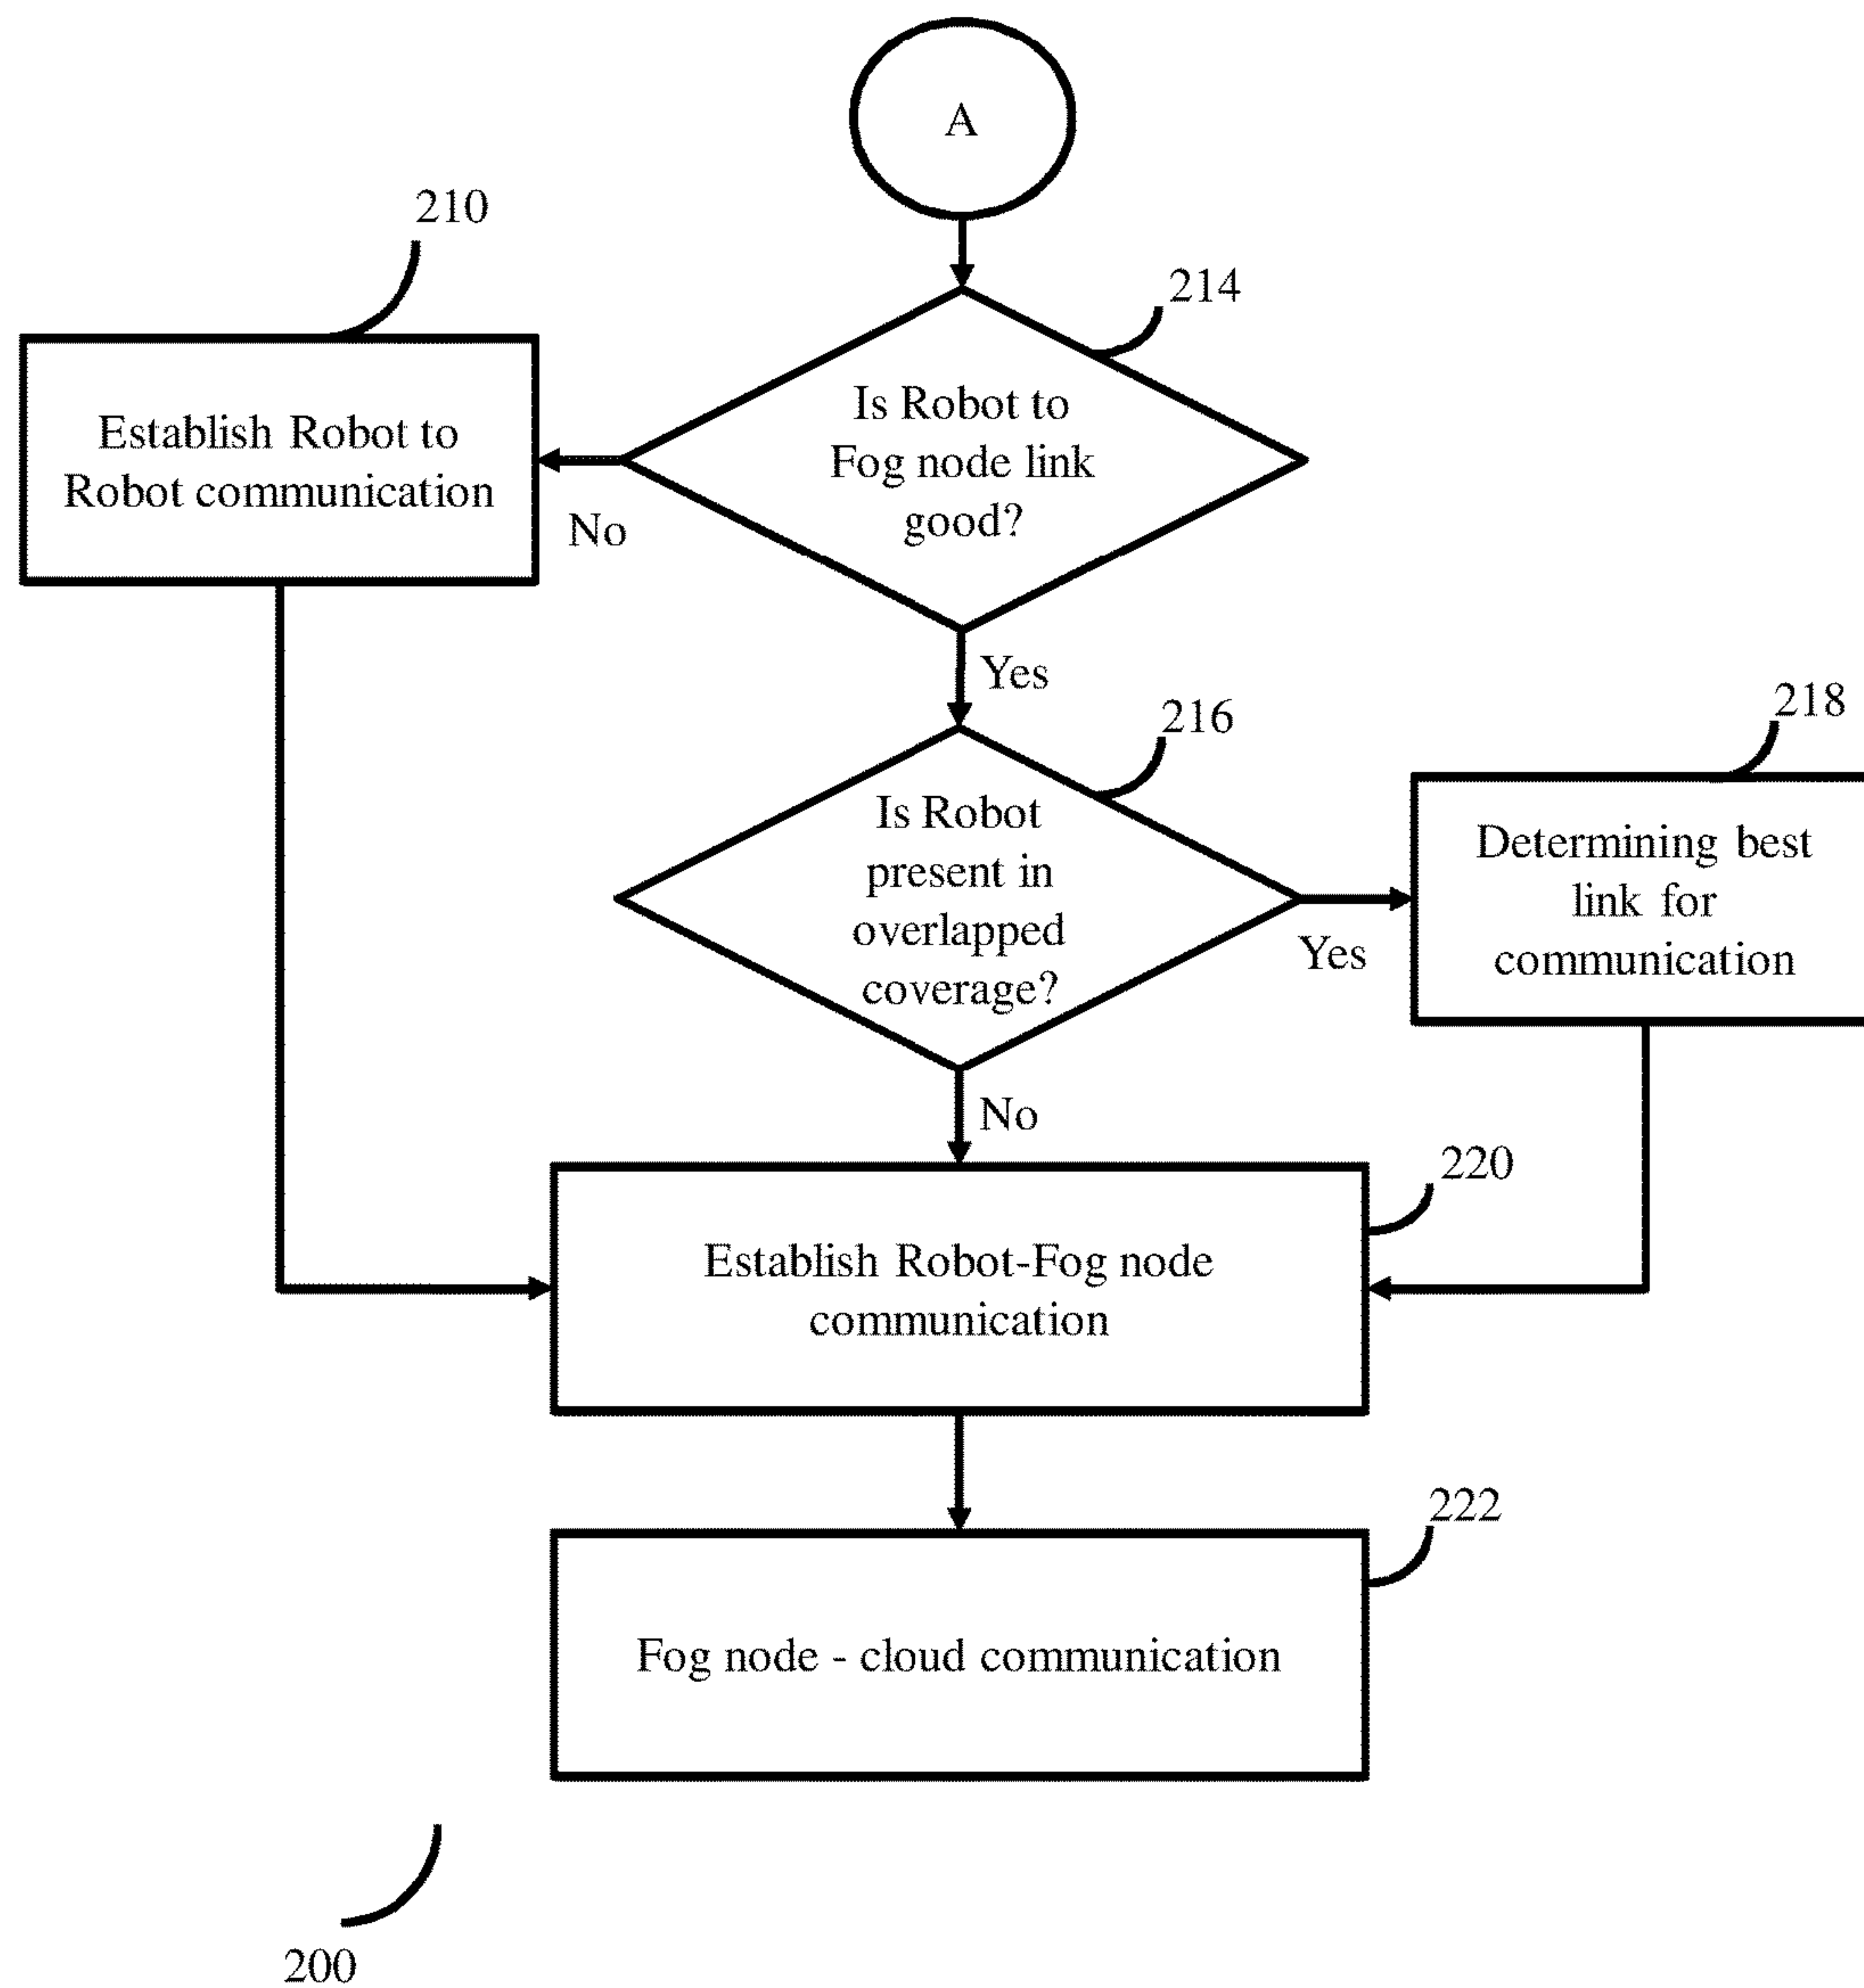 A
210
214
Establish Robot to
Robot communication
Is Robot to
Fog node link
good?
No
Yes
216
218
Is Robot
present in
overlapped
coverage?
Yes
Determining best
link for
communication
No
220
Establish Robot-Fog node
communication
222
Fog node - cloud communication
200